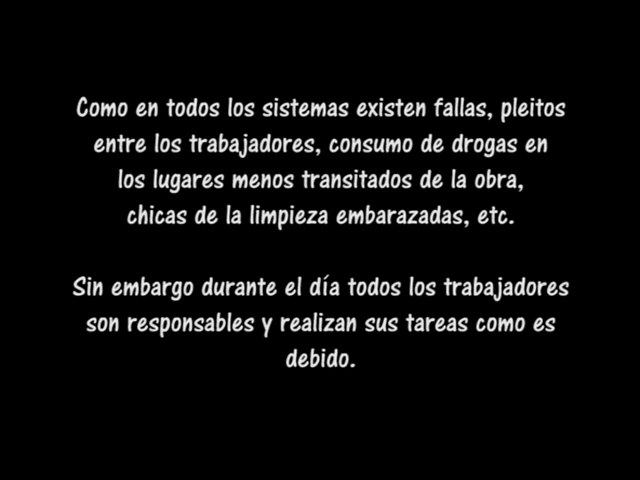 Como en todos los sistemas existen fallas, pleitos
entre los trabajadores, consumo de drogas en
los lugares menos transitados de la obra,
chicas de la limpieza embarazadas, etc.
Sin embargo durante el día todos los trabajadores
son responsables y realizan sus tareas como es
debido.